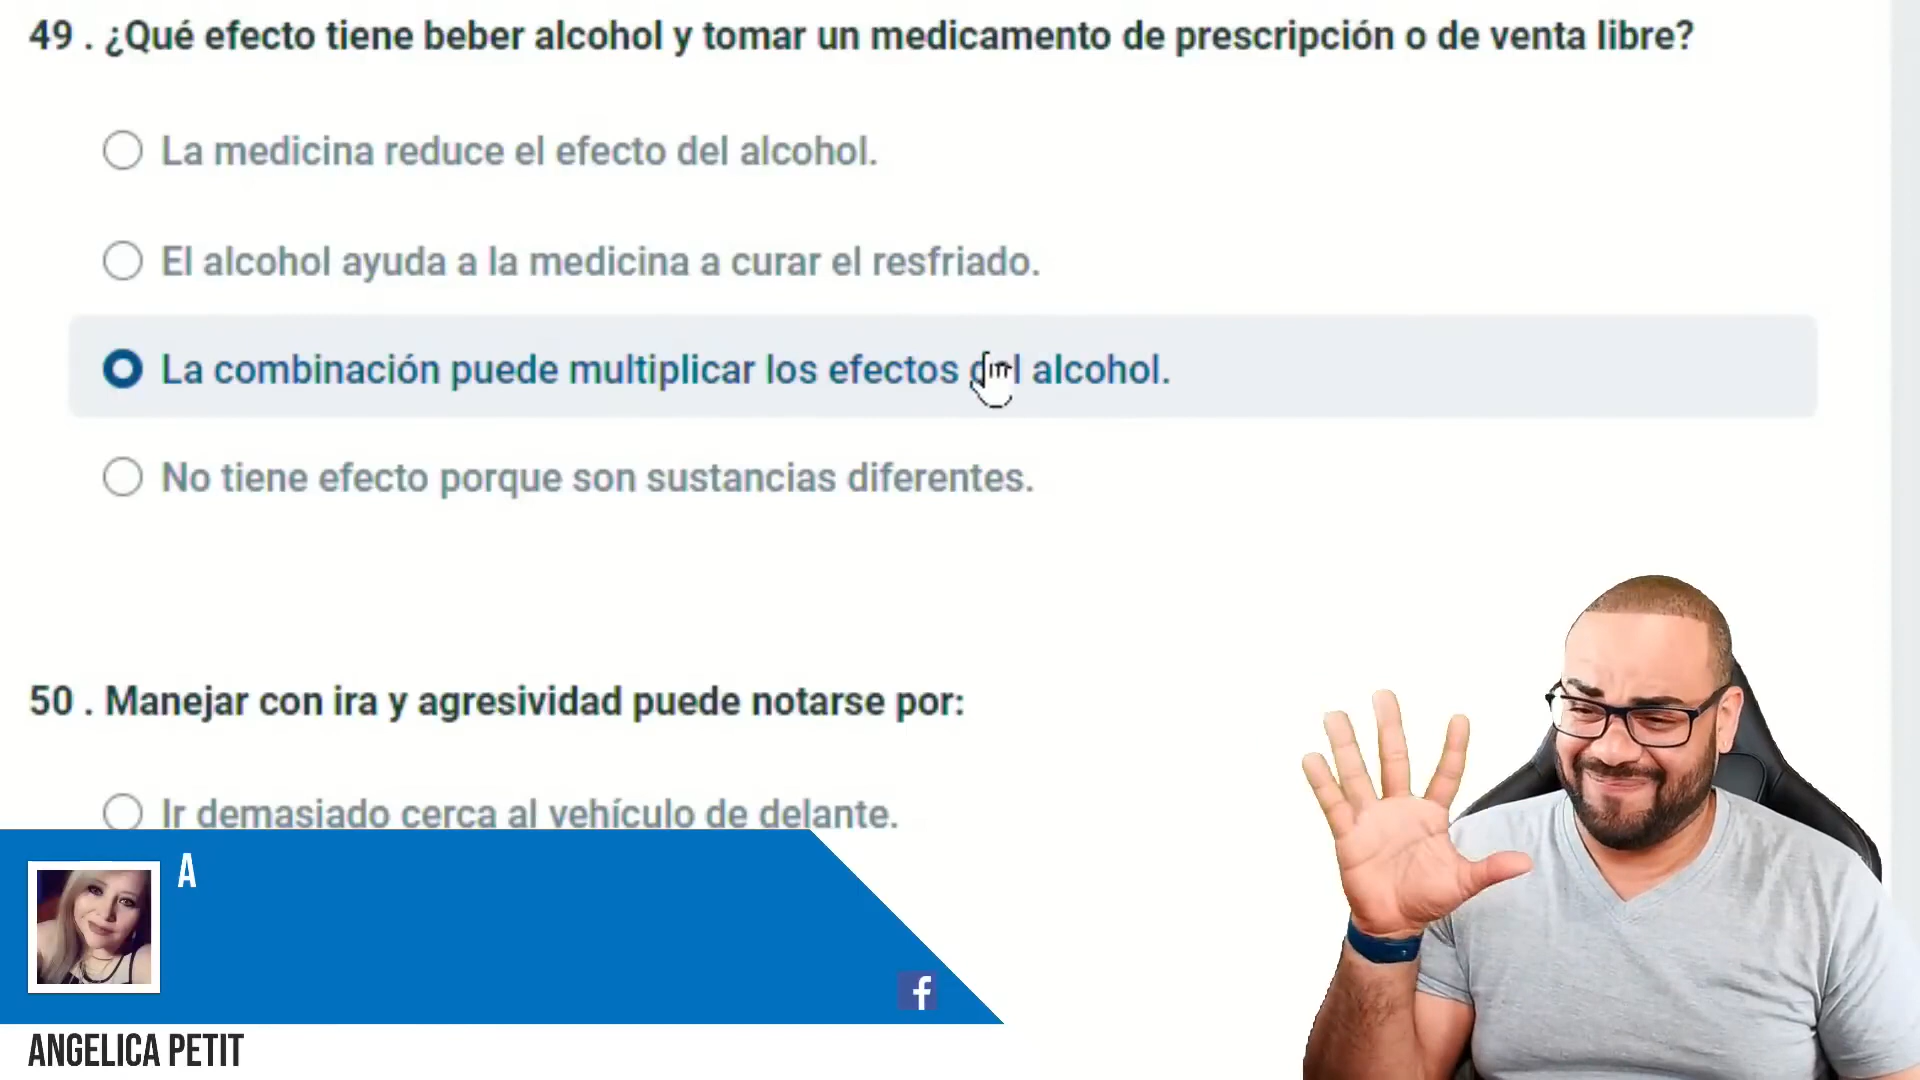 49 . ¿Qué efecto tiene beber alcohol y tomar un medicamento de prescripción o de venta libre?
La medicina reduce el efecto del alcohol.
El alcohol ayuda a la medicina a curar el resfriado.
La combinación puede multiplicar los efectos del alcohol.
No tiene efecto porque son sustancias diferentes.
50 . Manejar con ira y agresividad puede notarse por:
Ir demasiado cerca al vehículo de delante.
A
f
ANGELICA PETIT